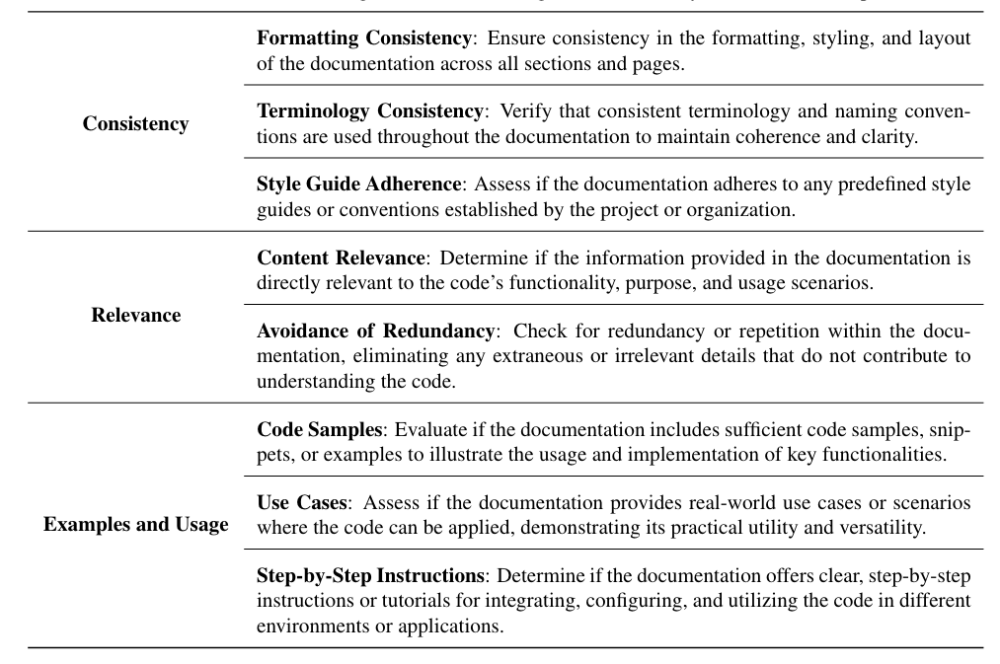 Formatting Consistency: Ensure consistency in the formatting, styling, and layout
of the documentation across all sections and pages.
Consistency
Terminology Consistency: Verify that consistent terminology and naming conven-
tions are used throughout the documentation to maintain coherence and clarity.
Style Guide Adherence: Assess if the documentation adheres to any predefined style
guides or conventions established by the project or organization.
Content Relevance: Determine if the information provided in the documentation is
directly relevant to the code's functionality, purpose, and usage scenarios.
Relevance
Avoidance of Redundancy: Check for redundancy or repetition within the docu-
mentation, eliminating any extraneous or irrelevant details that do not contribute to
understanding the code.
Code Samples: Evaluate if the documentation includes sufficient code samples, snip-
pets, or examples to illustrate the usage and implementation of key functionalities.
Examples and Usage
Use Cases: Assess if the documentation provides real-world use cases or scenarios
where the code can be applied, demonstrating its practical utility and versatility.
Step-by-Step Instructions: Determine if the documentation offers clear, step-by-step
instructions or tutorials for integrating, configuring, and utilizing the code in different
environments or applications.